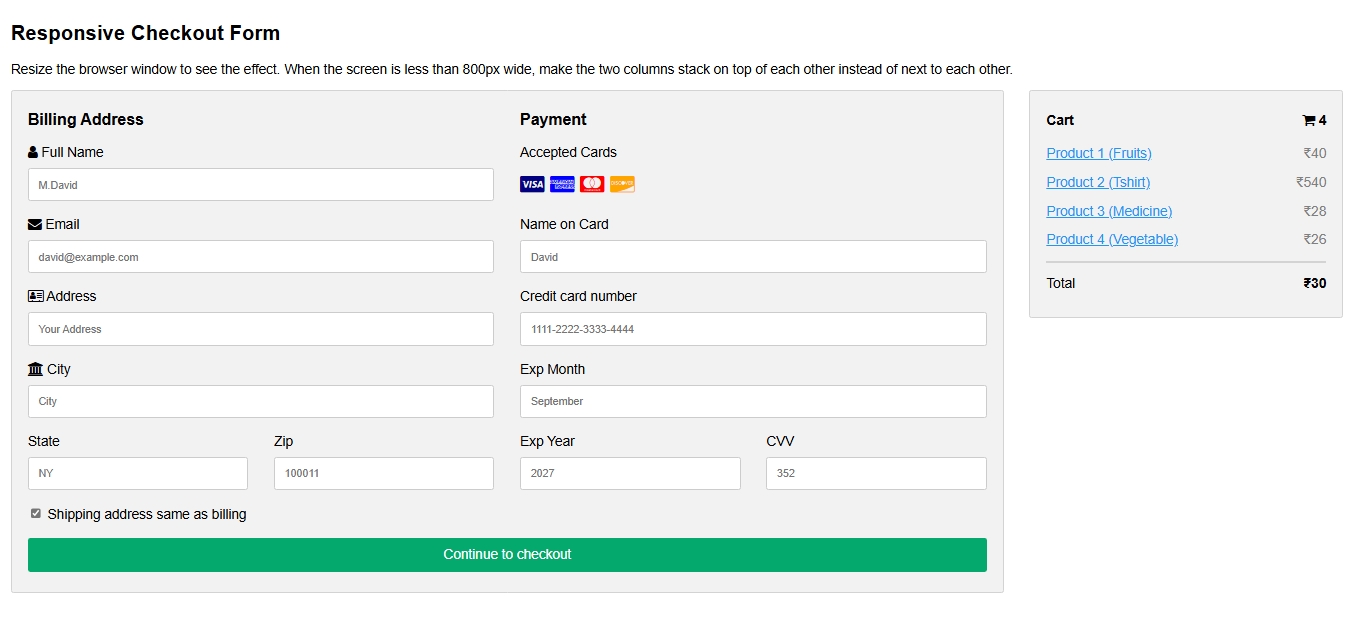 Responsive Checkout Form
Resize the browser window to see the effect. When the screen is less than 800px wide, make the two columns stack on top of each other instead of next to each other.
Billing Address
Full Name
M.David
Email
david@example.com
Address
Your Address
City
City
State Zip
NY 100011
Shipping address same as billing
Payment
Accepted Cards
VISA
Name on Card
David
Credit card number
1111-2222-3333-4444
Exp Month
September
Exp Year CVV
2027 352
Continue to checkout
Cart 4
Product 1 (Fruits) ₹40
Product 2 (Tshirt) ₹540
Product 3 (Medicine) ₹28
Product 4 (Vegetable) ₹26
Total ₹30